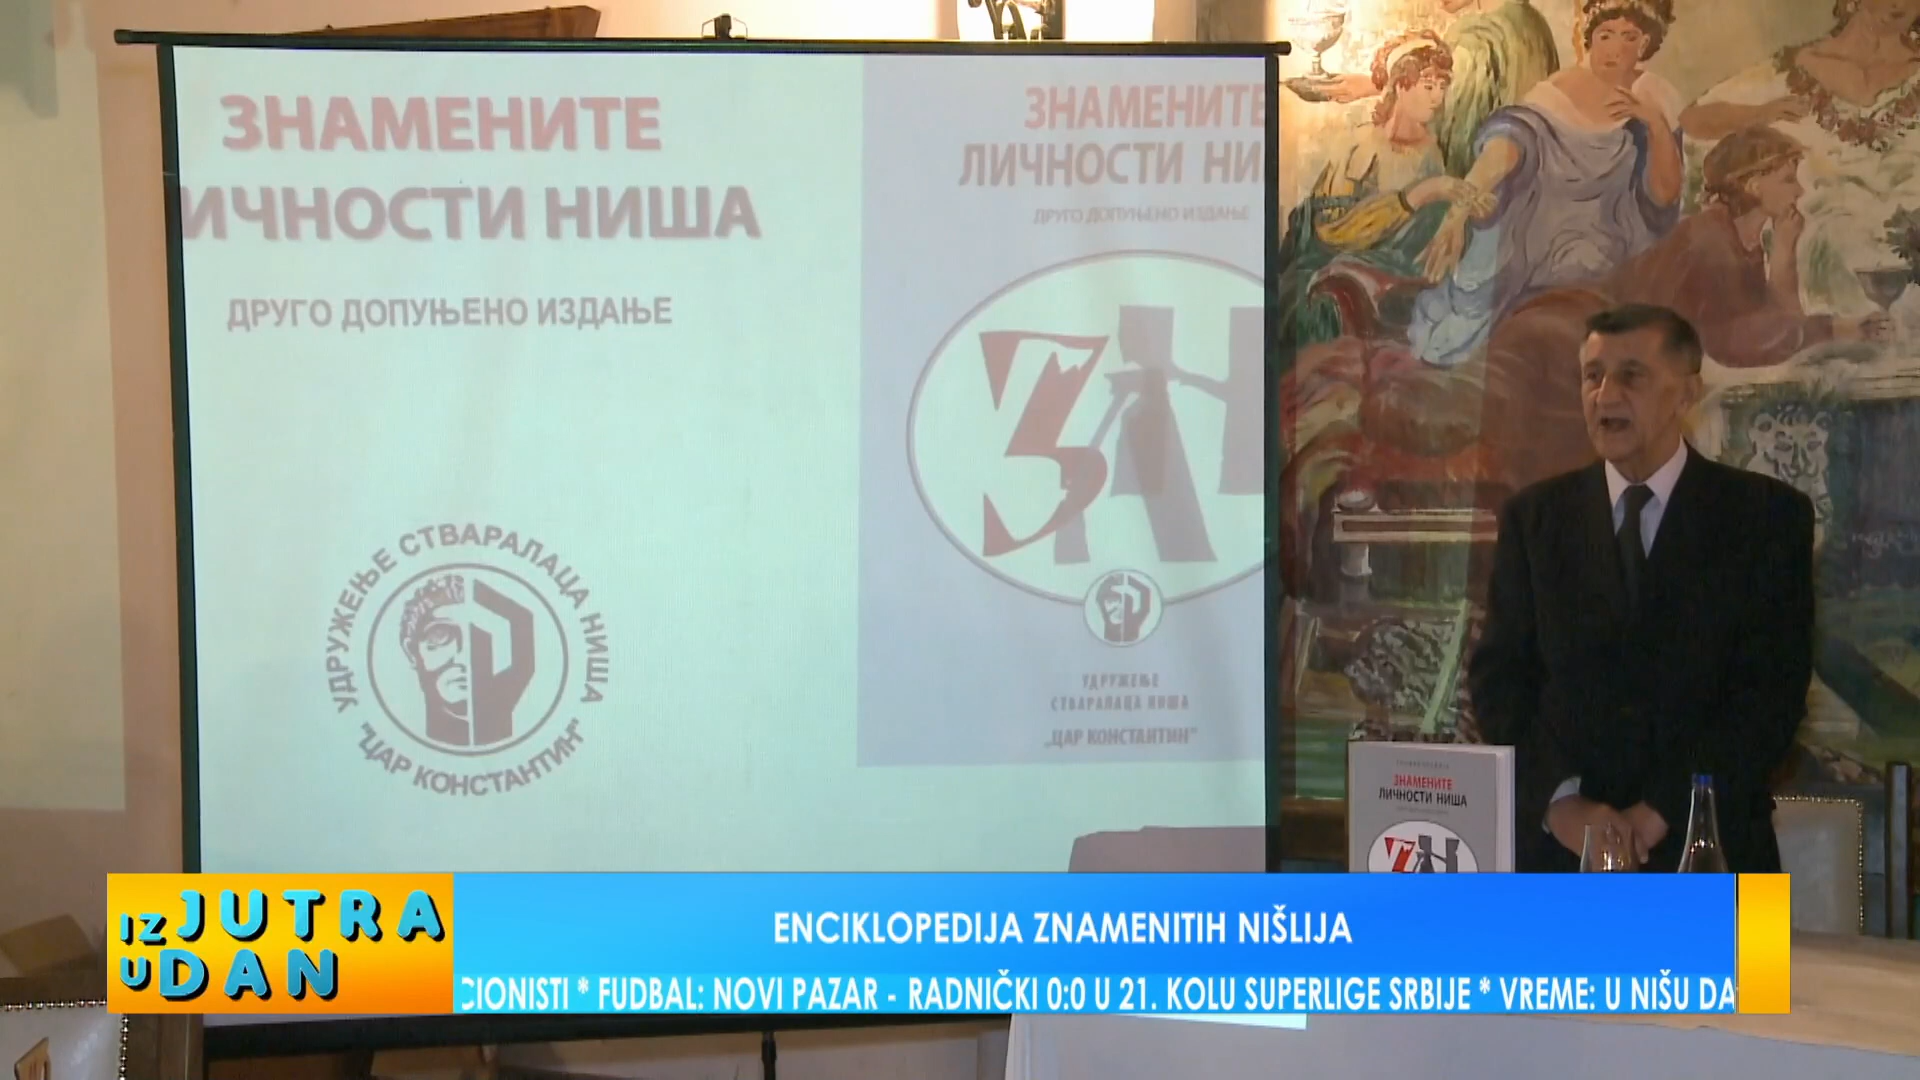 ЗНАМЕНИТЕ
ИЧНОСТИ НИША
ДРУГО ДОПУЊЕНО ИЗДАЊЕ
УДРУЖЕЊЕ СТВАРАЛАЦА НИША
"ЦАР КОНСТАНТИН"
ЗНАМЕНИТЕ
ЛИЧНОСТИ НИ
ДРУГО ДОПУЊЕНО ИЗДАЊЕ
ЗН
УДРУЖЕЊЕ
СТВАРАЛАЦА НИША
„ЦАР КОНСТАНТИН"
ЗНАМЕНИТЕ
ЛИЧНОСТИ НИША
ЗН
IZ JUTRA
U DAN
ENCIKLOPEDIJA ZNAMENITIH NIŠLIJA
CIONISTI * FUDBAL: NOVI PAZAR - RADNIČKI 0:0 U 21. KOLU SUPERLIGE SRBIJE * VREME: U NIŠU DA